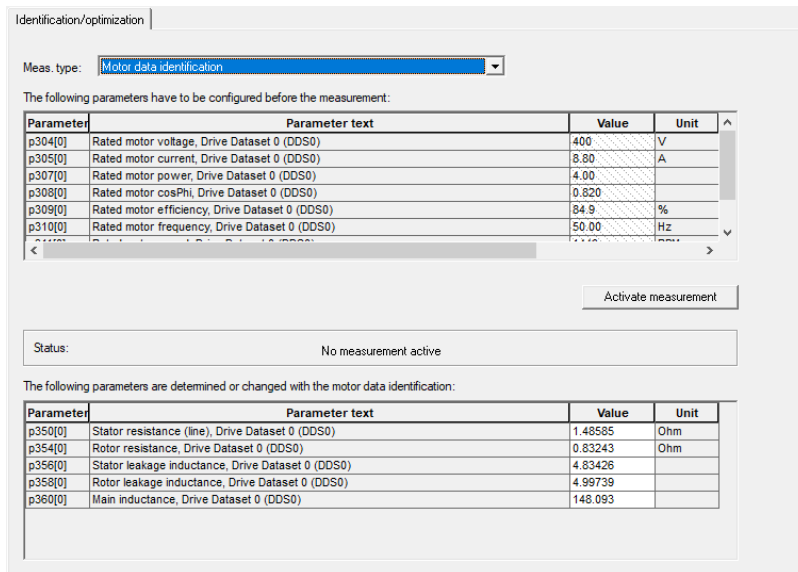 Identification/optimization
Meas. type: Motor data identification
The following parameters have to be configured before the measurement:
Parameter Parameter text Value Unit
p304[0] Rated motor voltage, Drive Dataset 0 (DDS0) 400 V
p305[0] Rated motor current, Drive Dataset 0 (DDS0) 8.80 A
p307[0] Rated motor power, Drive Dataset 0 (DDS0) 4.00
p308[0] Rated motor cosPhi, Drive Dataset 0 (DDS0) 0.820
p309[0] Rated motor efficiency, Drive Dataset 0 (DDS0) 84.9 %
p310[0] Rated motor frequency, Drive Dataset 0 (DDS0) 50.00 Hz
Activate measurement
Status: No measurement active
The following parameters are determined or changed with the motor data identification:
Parameter Parameter text Value Unit
p350[0] Stator resistance (line), Drive Dataset 0 (DDS0) 1.48585 Ohm
p354[0] Rotor resistance, Drive Dataset 0 (DDS0) 0.83243 Ohm
p356[0] Stator leakage inductance, Drive Dataset 0 (DDS0) 4.83426
p358[0] Rotor leakage inductance, Drive Dataset 0 (DDS0) 4.99739
p360[0] Main inductance, Drive Dataset 0 (DDS0) 148.093